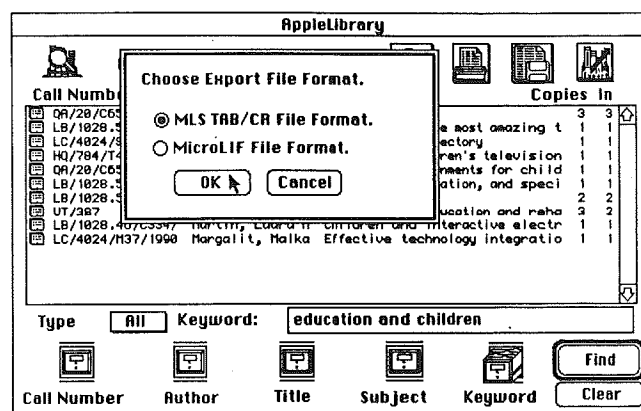 AppleLibrary
Choose Export File Format.
MLS TAB/CR File Format.
MicroLIF File Format.
OK Cancel
Call Numb Copies In
QA/20/C65 3 3
LB/1028.5 e most amazing t 1 1
LC/4024/ ectory 1 1
HQ/784/T4 ren's television 1 1
QA/20/C65 nments for child 1 1
LB/1028.5 ation, and speci 1 1
LB/1028.5 2 2
VT/387 ucation and reha 3 2
LB/1028. Martin, Laura Children and interactive electr 1 1
LC/4024/M37/1990 Margalit, Malka Effective technology integratio 1 1
Type All Keyword: education and children
Find
Call Number Author Title Subject Keyword Clear